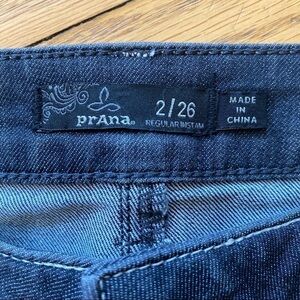 prAna
2/26
REGULAR INSEAM
MADE
IN
CHINA